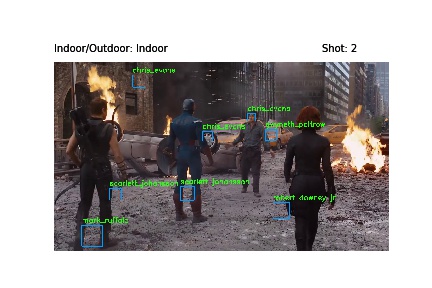 Indoor/Outdoor: Indoor
Shot: 2
chris_evans
chris_evans
chris_evans
gwyneth_paltrow
scarlett_johansson
scarlett_johansson
robert_downey_jr
mark_ruffalo